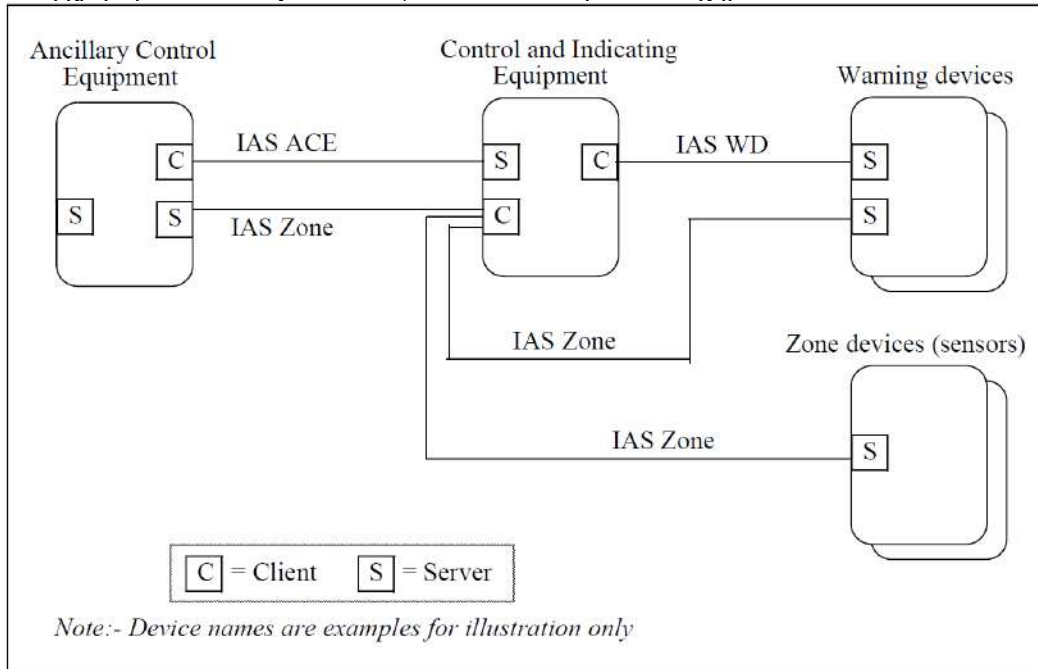 Ancillary Control
Equipment
Control and Indicating
Equipment
Warning devices
C
IAS ACE
S
C
IAS WD
S
S
S
IAS Zone
C
S
IAS Zone
Zone devices (sensors)
IAS Zone
S
C = Client S = Server
Note:- Device names are examples for illustration only